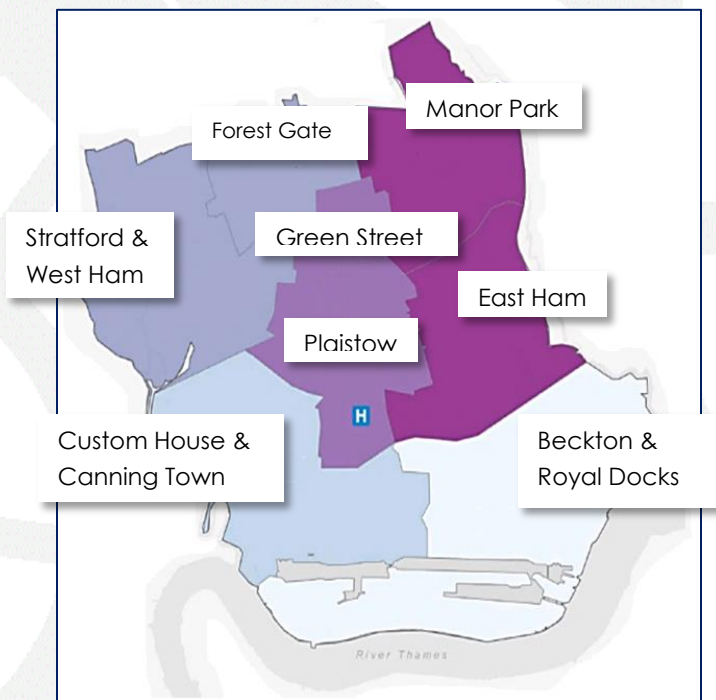 Manor Park
Forest Gate
Stratford &
West Ham
Green Street
East Ham
Plaistow
H
Custom House &
Canning Town
Beckton &
Royal Docks
River Thames